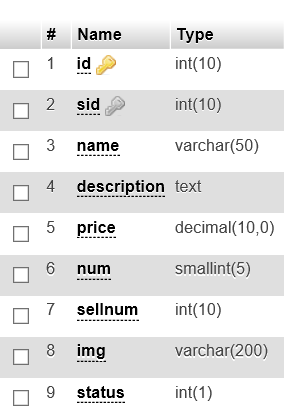 # Name Type
1 id int(10)
2 sid int(10)
3 name varchar(50)
4 description text
5 price decimal(10,0)
6 num smallint(5)
7 sellnum int(10)
8 img varchar(200)
9 status int(1)